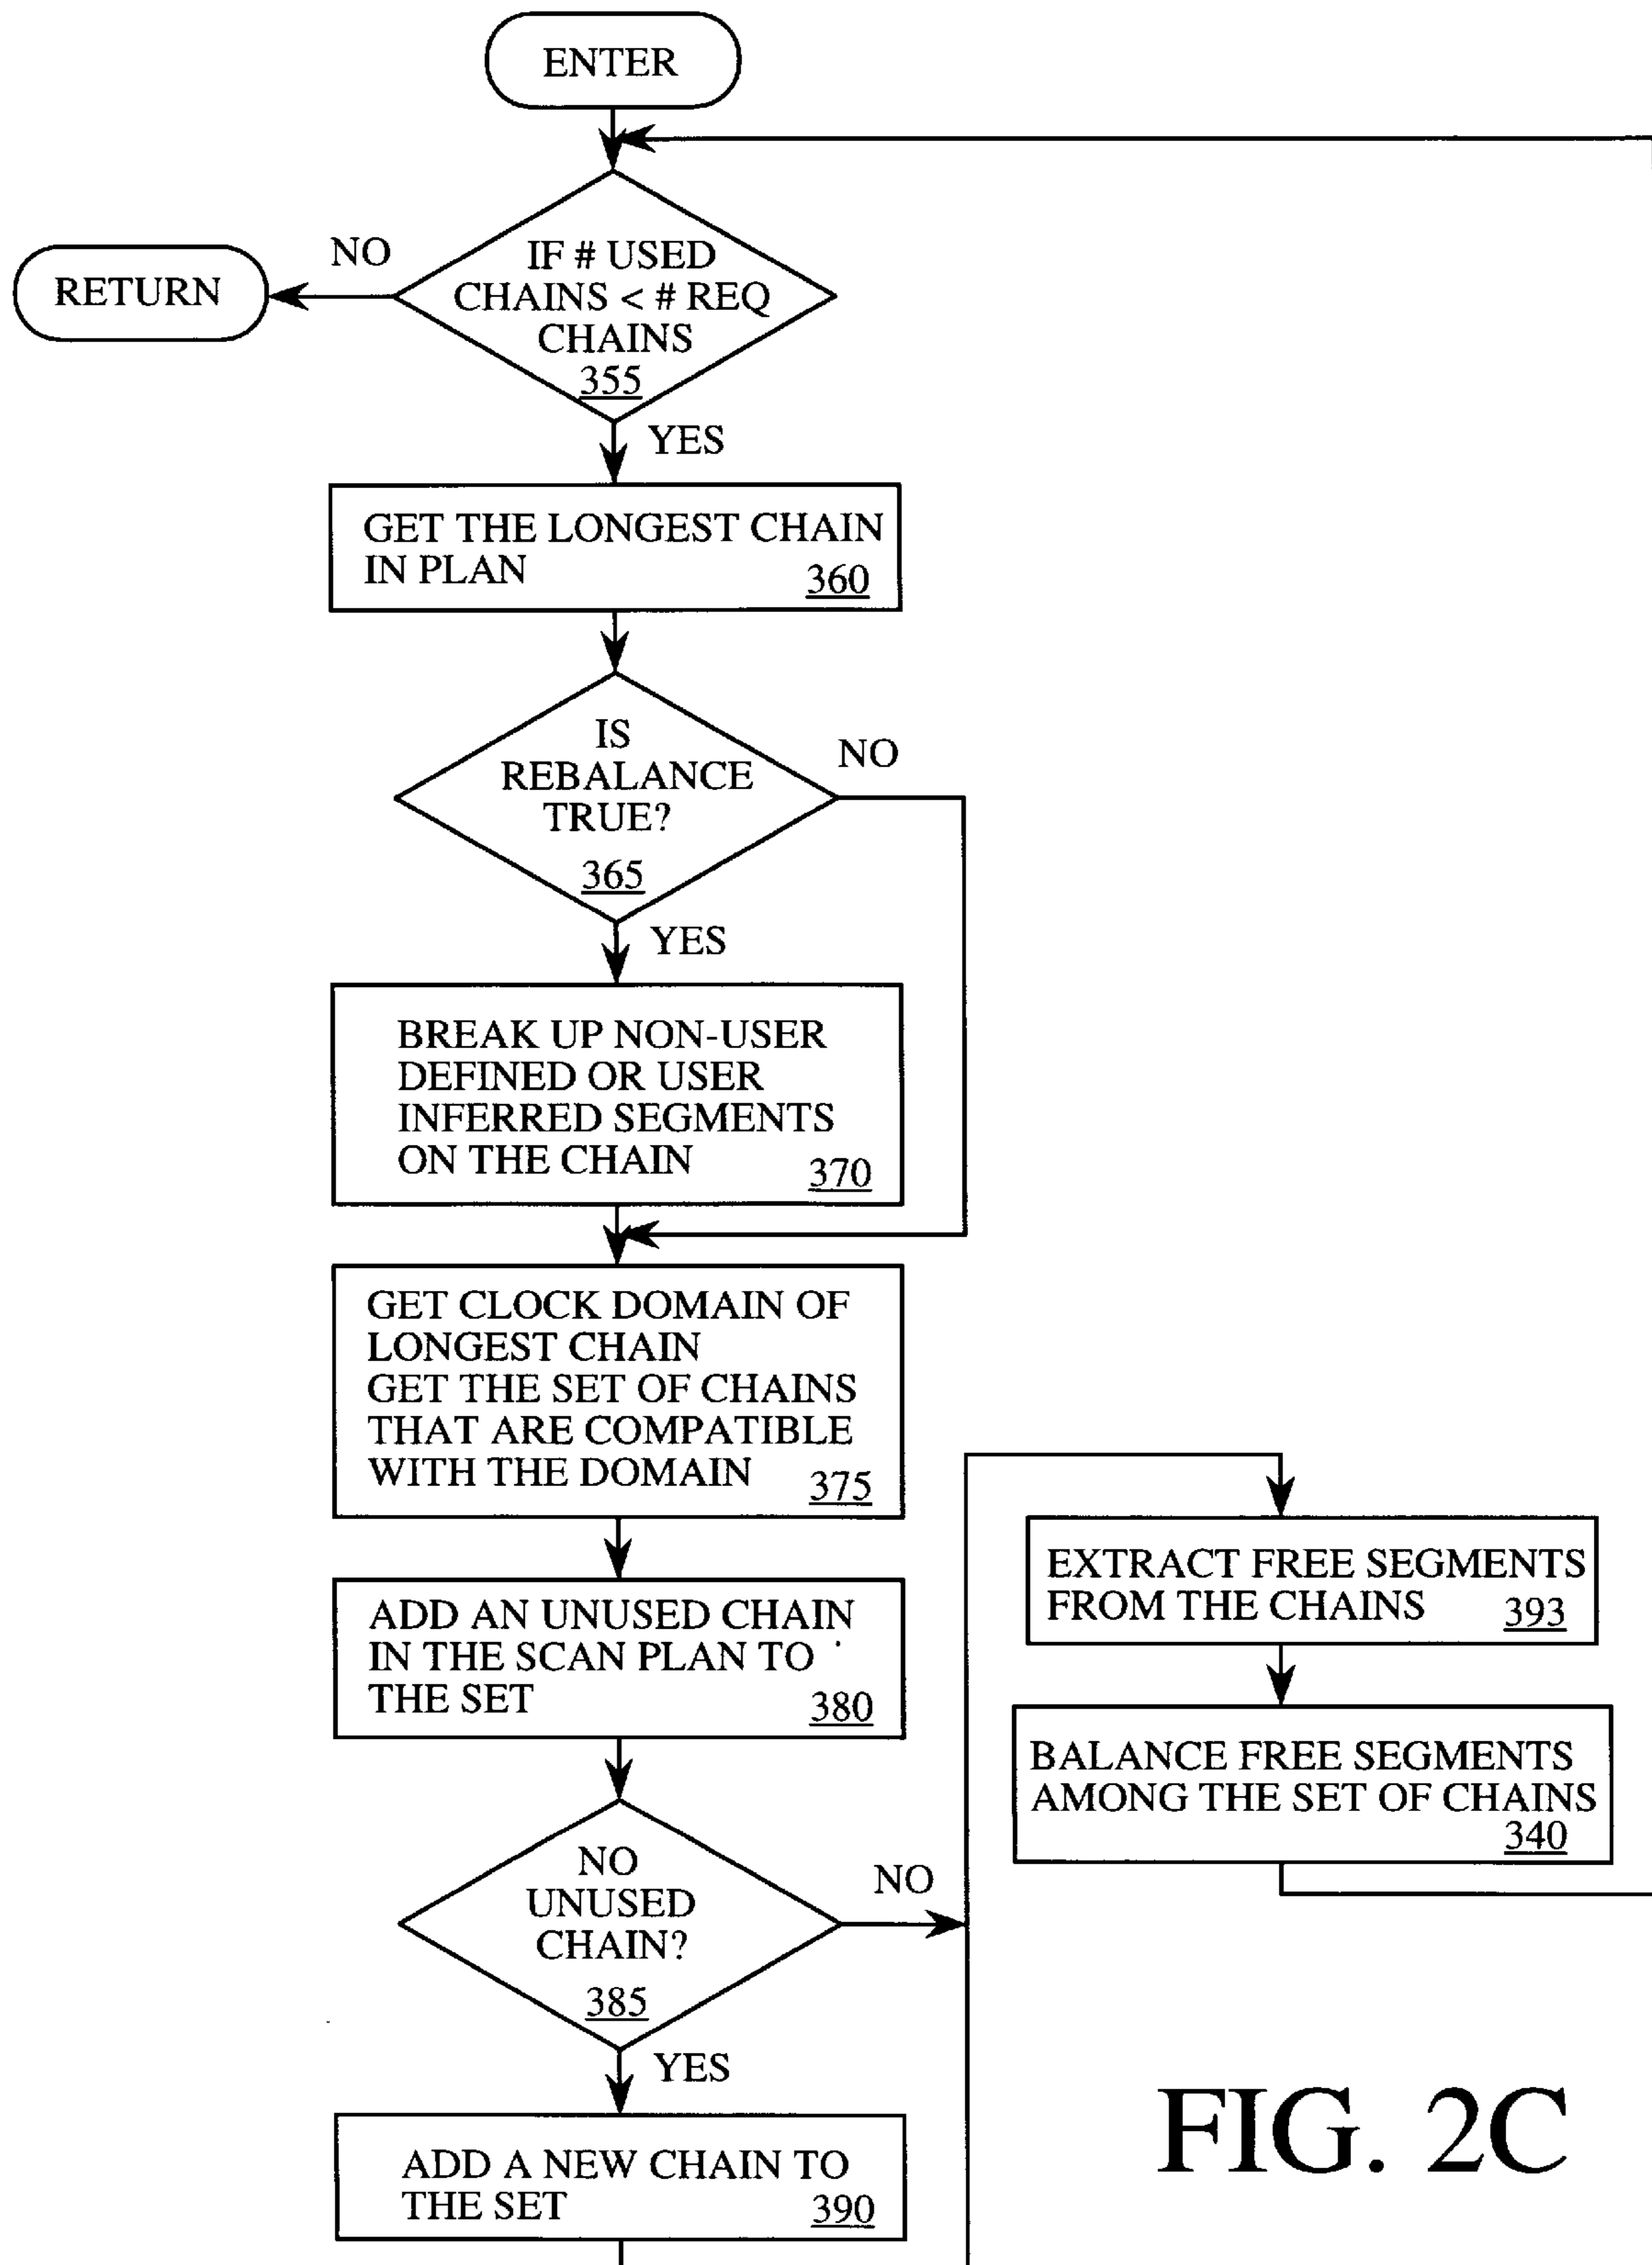 ENTER
IF # USED
CHAINS < # REQ
CHAINS
355
NO
RETURN
YES
GET THE LONGEST CHAIN
IN PLAN 360
IS
REBALANCE
TRUE?
365
NO
YES
BREAK UP NON-USER
DEFINED OR USER
INFERRED SEGMENTS
ON THE CHAIN 370
GET CLOCK DOMAIN OF
LONGEST CHAIN
GET THE SET OF CHAINS
THAT ARE COMPATIBLE
WITH THE DOMAIN 375
ADD AN UNUSED CHAIN
IN THE SCAN PLAN TO
THE SET 380
NO
UNUSED
CHAIN?
385
NO
YES
ADD A NEW CHAIN TO
THE SET 390
EXTRACT FREE SEGMENTS
FROM THE CHAINS 393
BALANCE FREE SEGMENTS
AMONG THE SET OF CHAINS
340
FIG. 2C